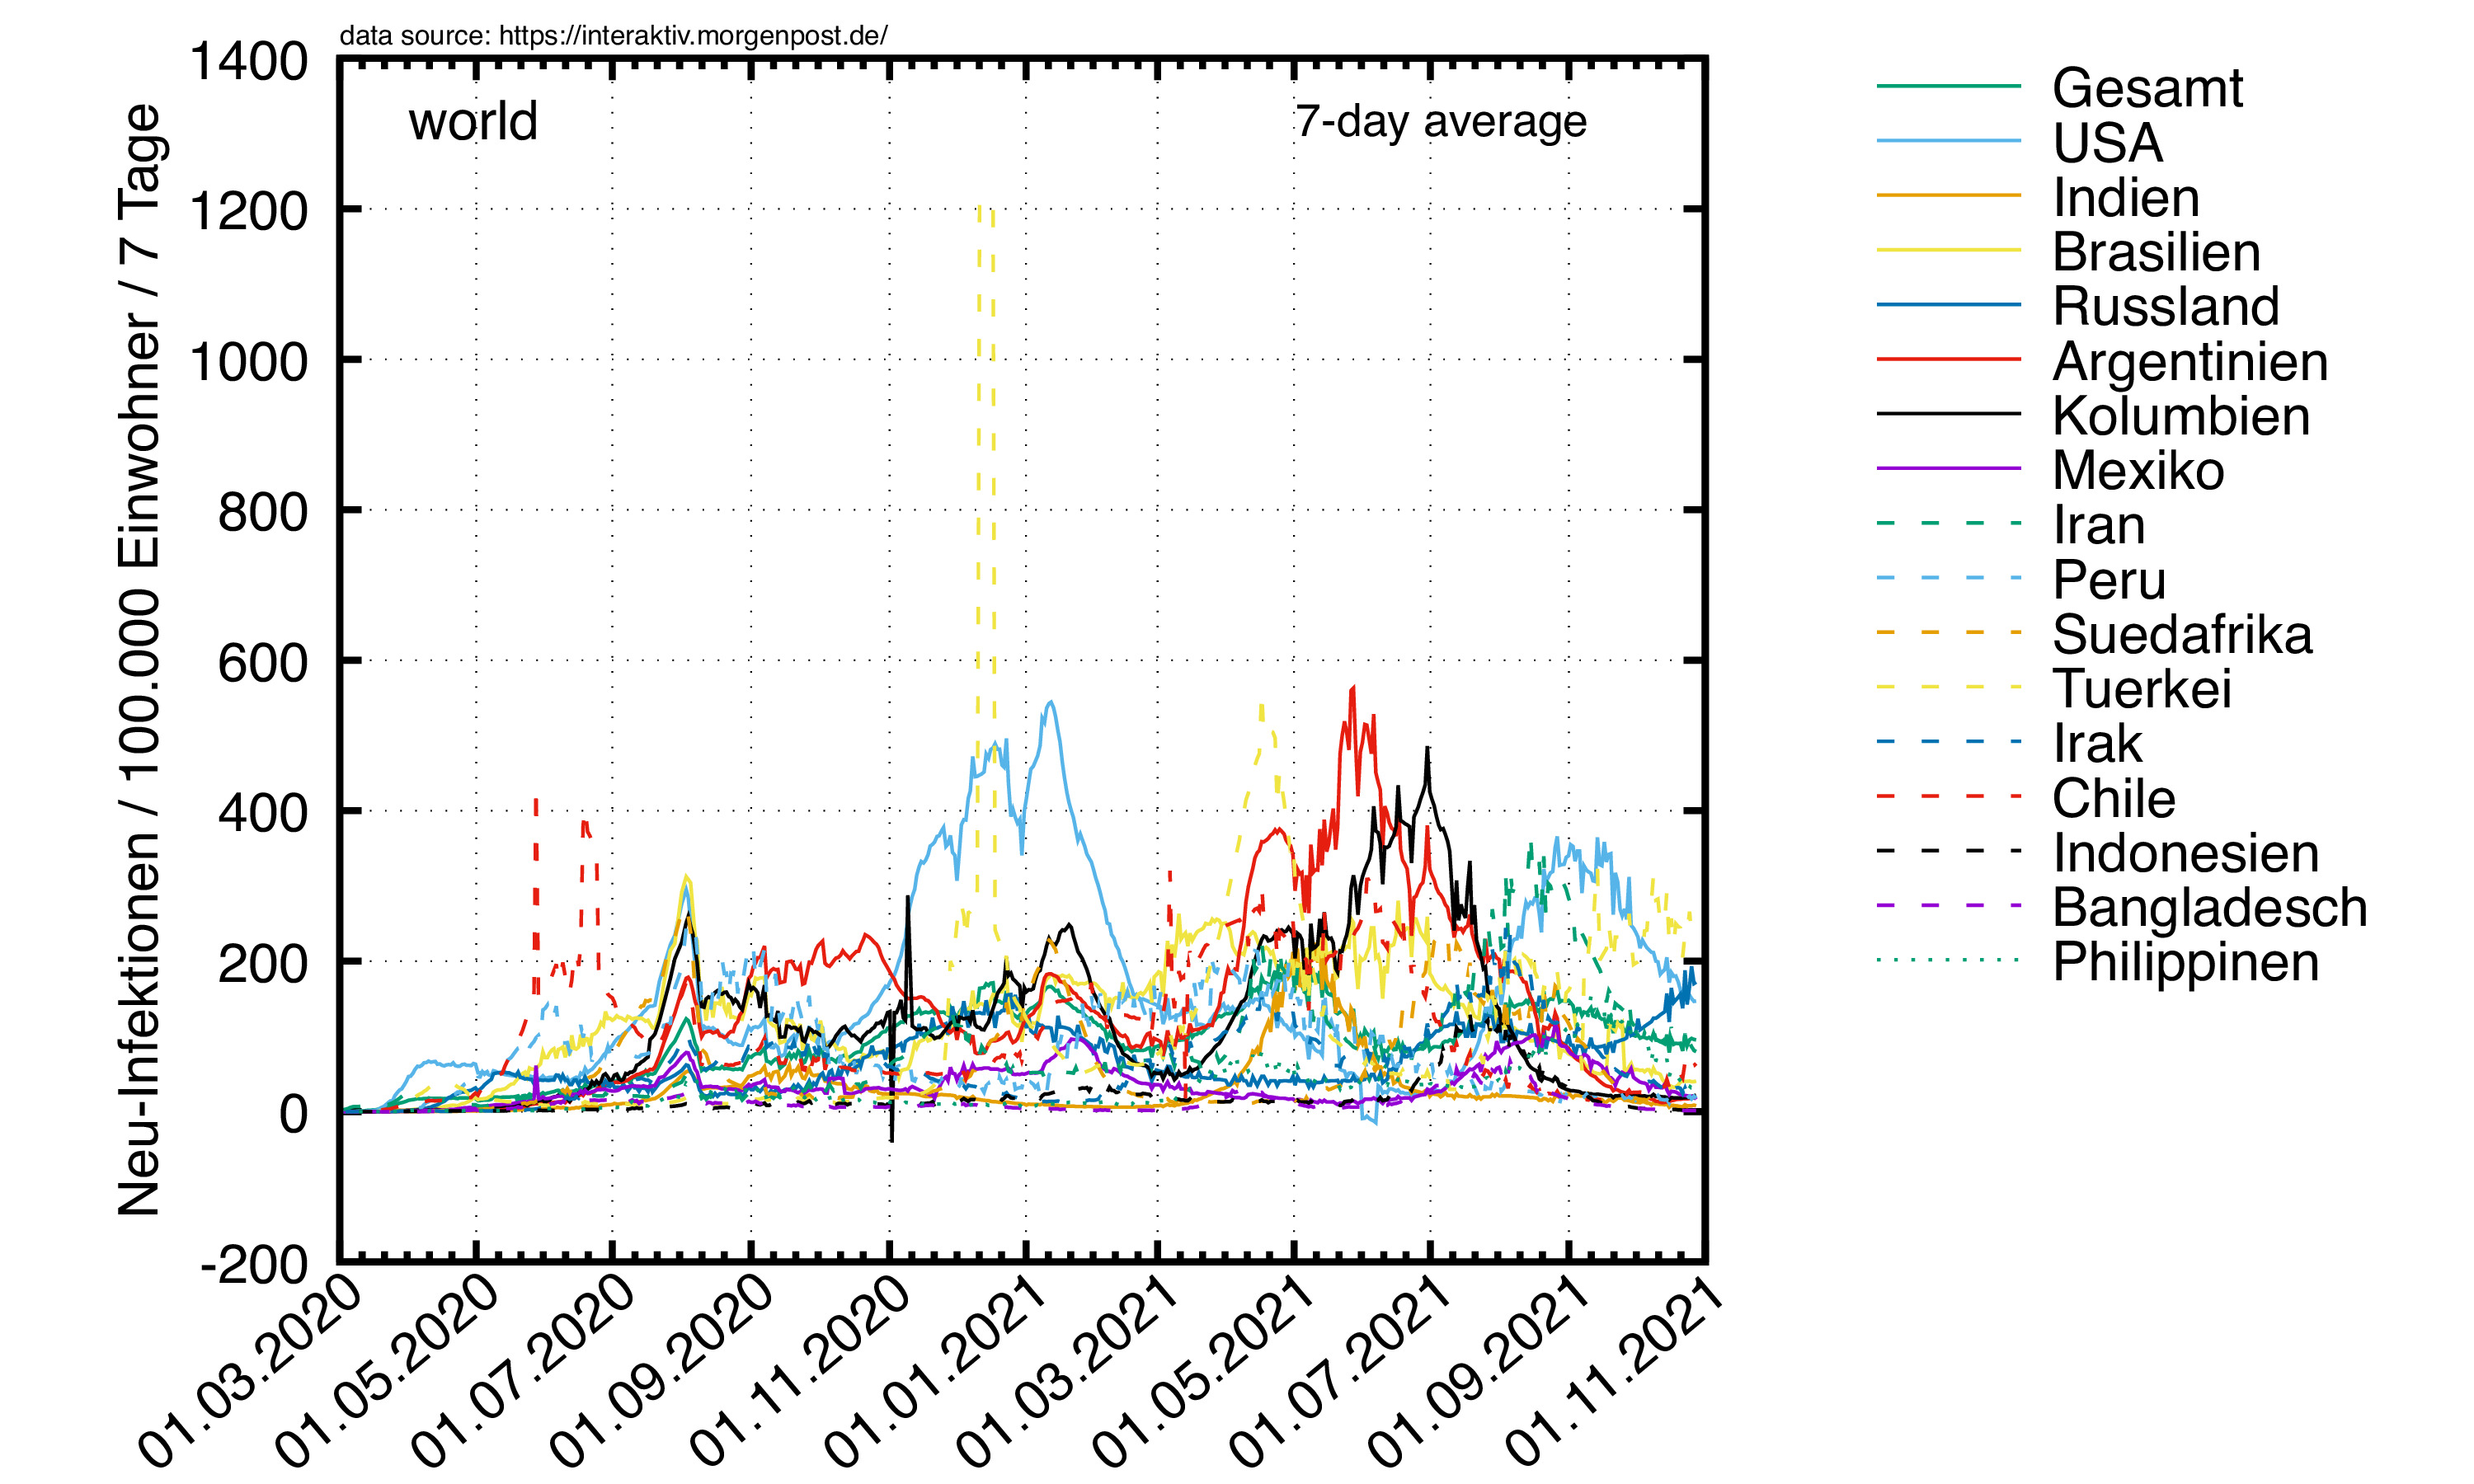 data source: https://interaktiv.morgenpost.de/
world
7-day average
Neu-Infektionen / 100.000 Einwohner / 7 Tage
1400
1200
1000
800
600
400
200
0
-200
01.03.2020
01.05.2020
01.07.2020
01.09.2020
01.11.2020
01.01.2021
01.03.2021
01.05.2021
01.07.2021
01.09.2021
01.11.2021
Gesamt
USA
Indien
Brasilien
Russland
Argentinien
Kolumbien
Mexiko
Iran
Peru
Suedafrika
Tuerkei
Irak
Chile
Indonesien
Bangladesch
Philippinen